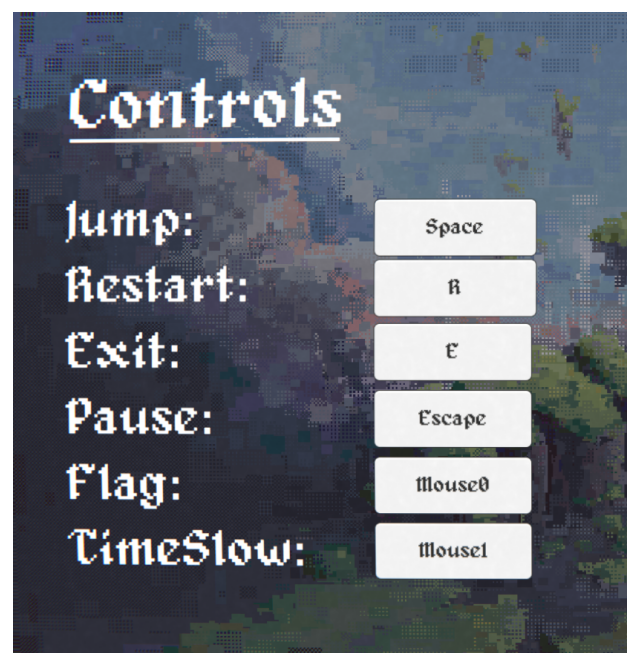 Controls
Jump: Space
Restart: R
Exit: E
Pause: Escape
Flag: Mouse0
TimeSlow: Mouse1